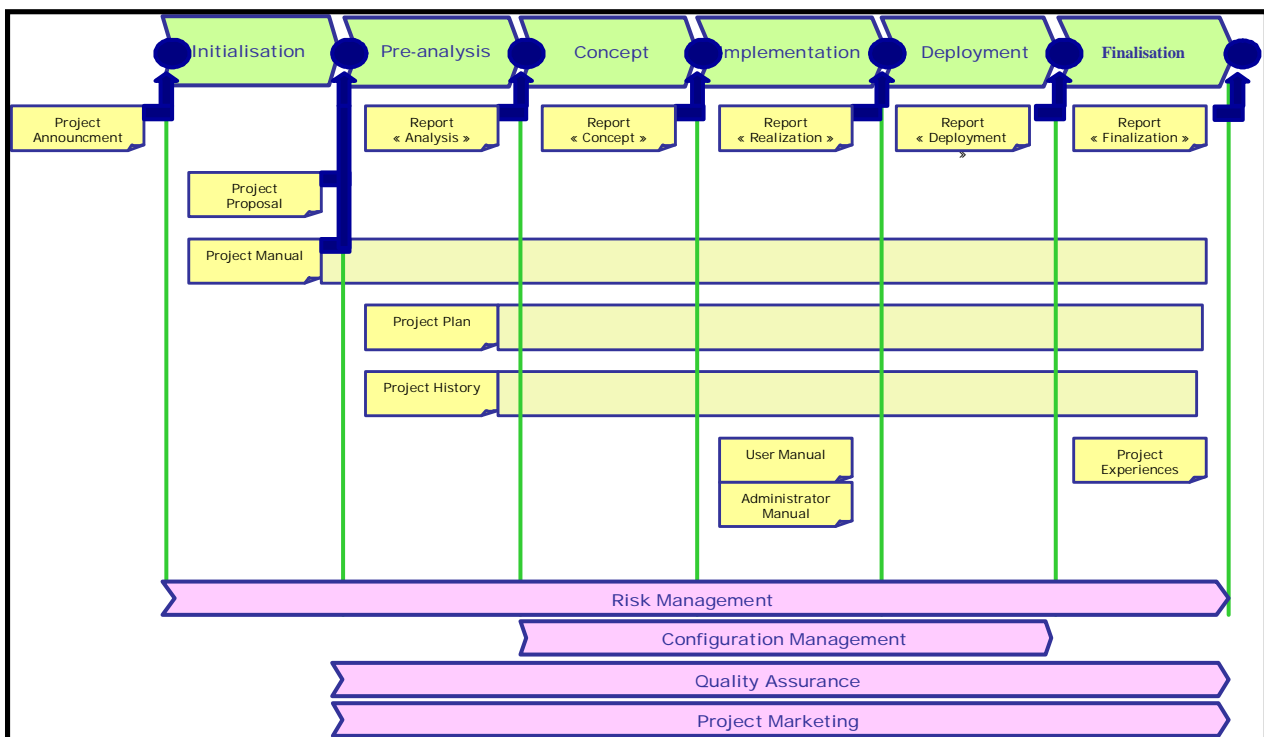 Initialisation
Pre-analysis
Concept
mplementation
Deployment
Finalisation
Project
Announcment
Report
« Analysis »
Report
« Concept »
Report
« Realization »
Report
« Deployment
»
Report
« Finalization »
Project
Proposal
Project Manual
Project Plan
Project History
User Manual
Project
Experiences
Administrator
Manual
Risk Management
Configuration Management
Quality Assurance
Project Marketing